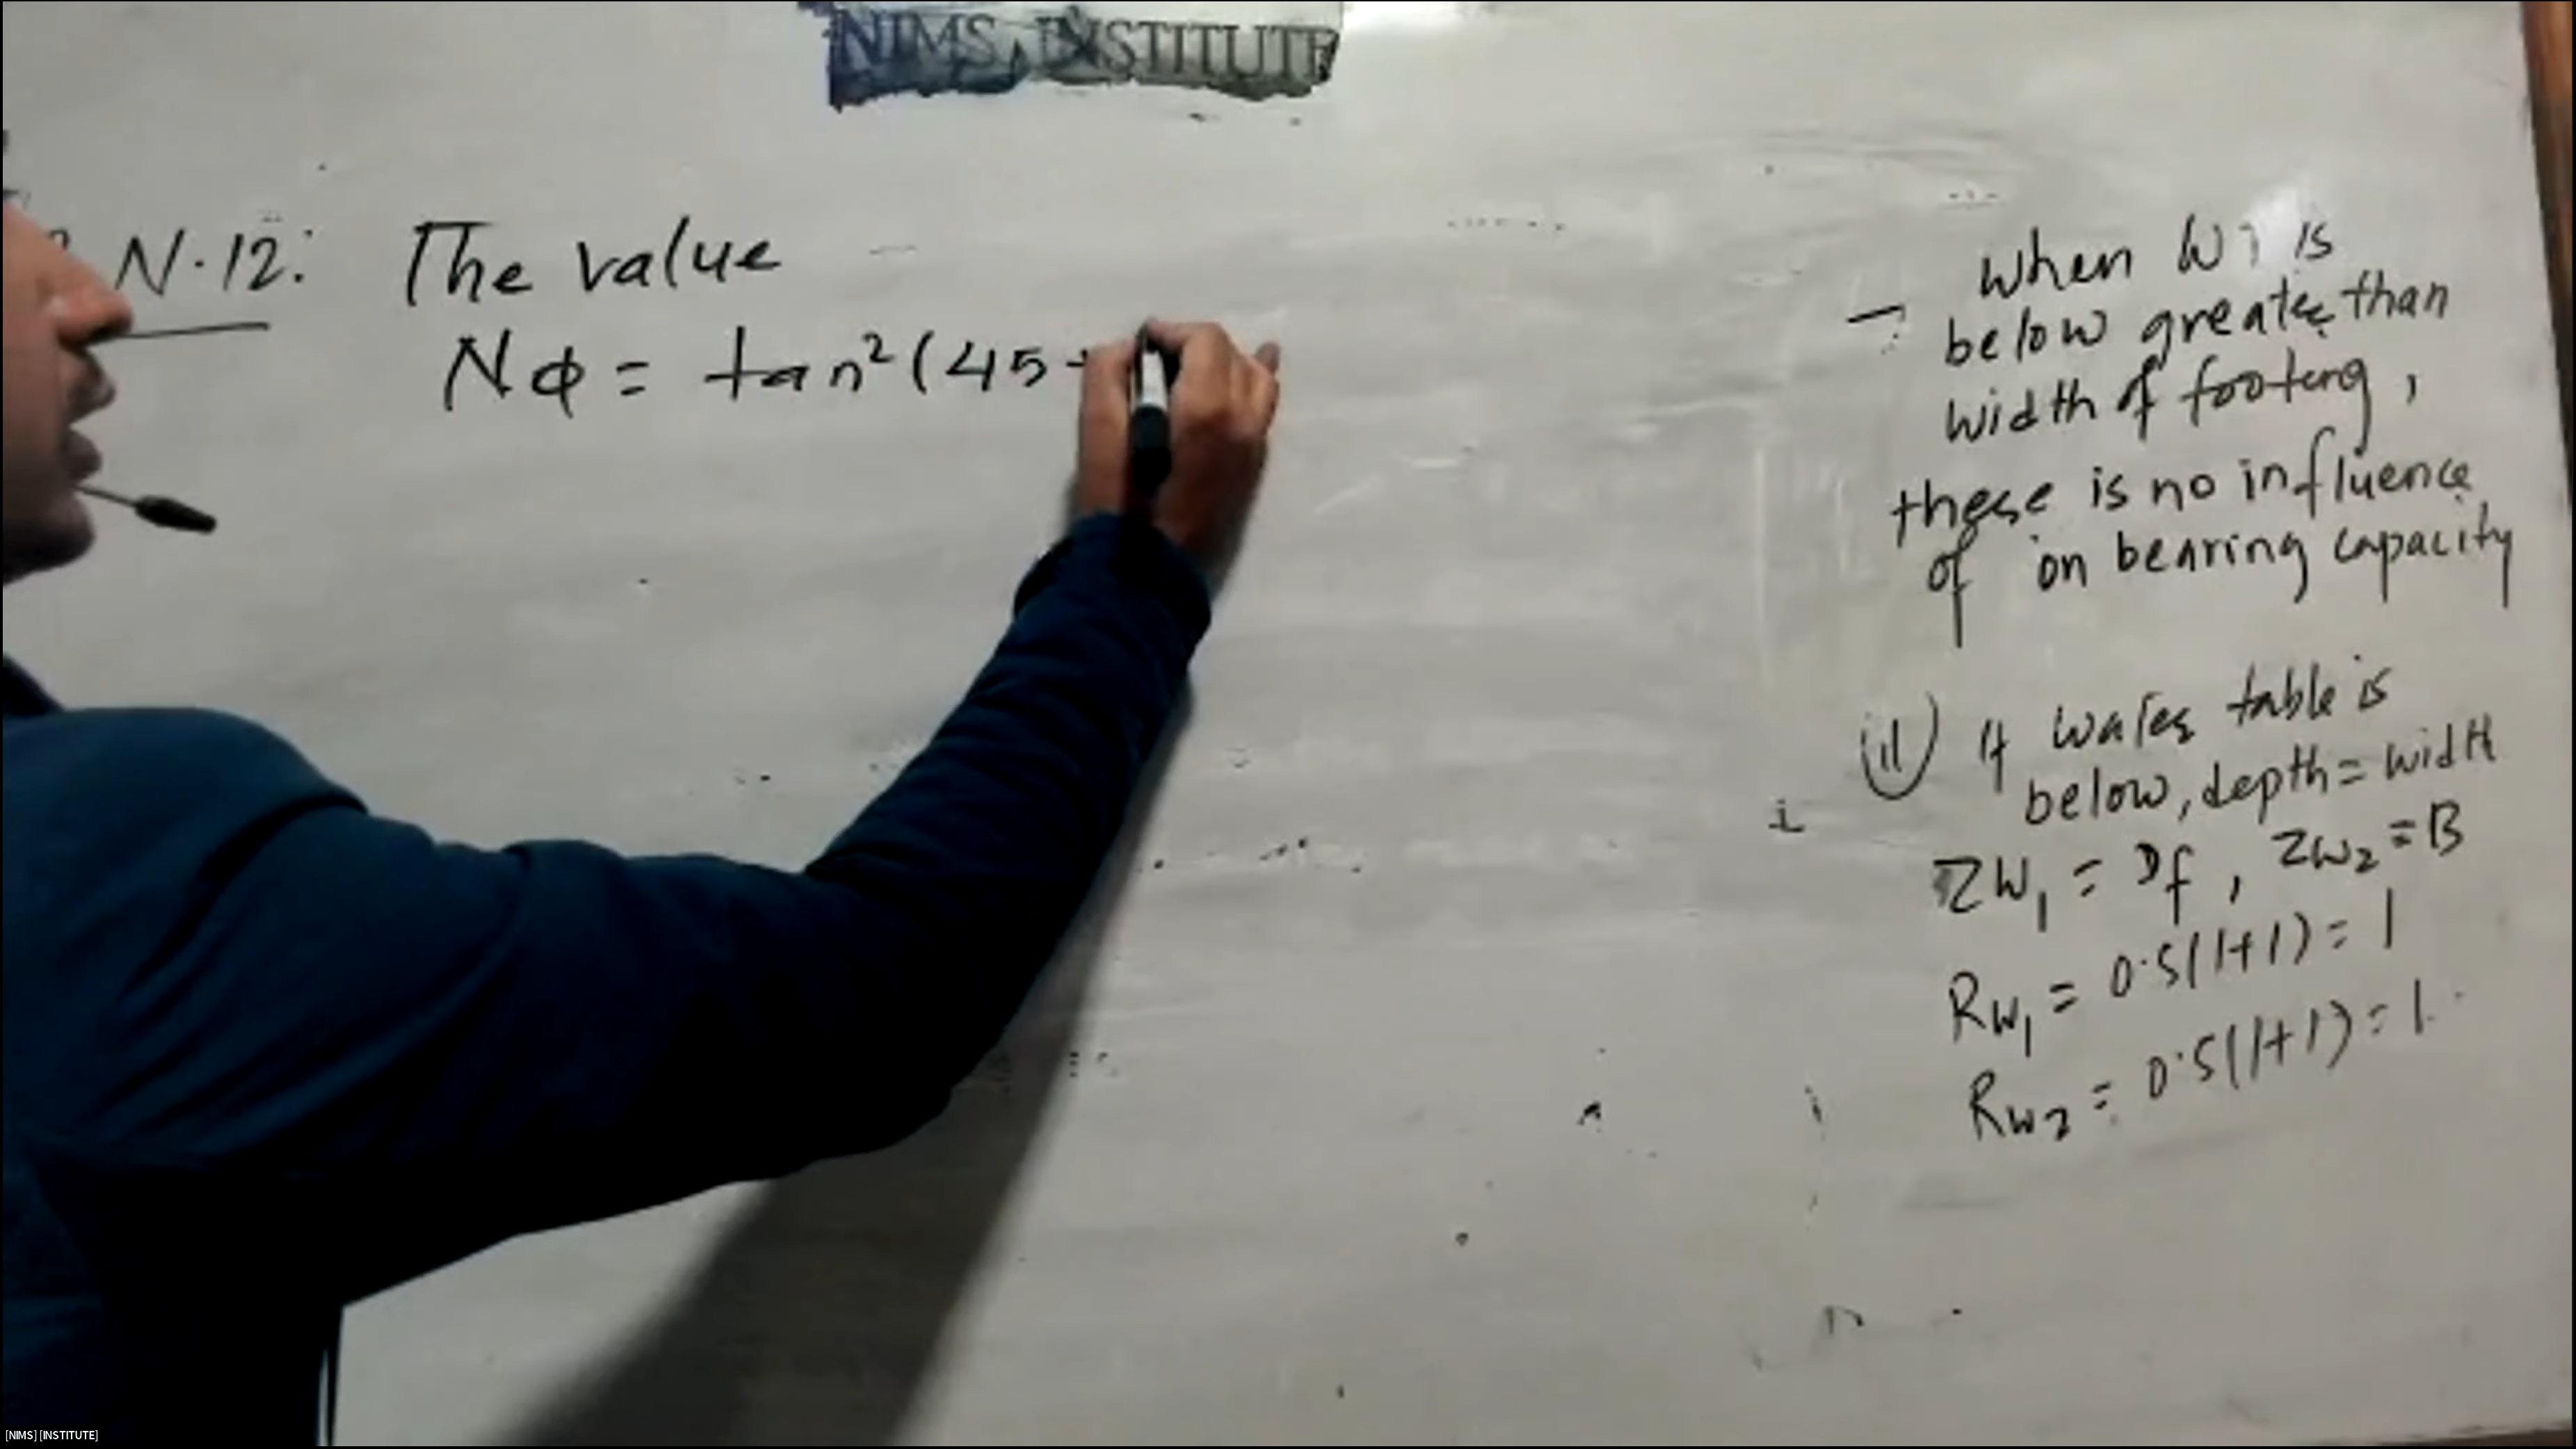 NIMS INSTITUTE
N.12: The value
Nφ = tan²(45 +
When WT is
below greater than
width of footing,
there is no influence
of on bearing capacity
(ii) If water table is
below, depth = width
ZW₁ = Df, ZW₂ = B
RW₁ = 0.5(1+1) = 1
RW₂ = 0.5(1+1) = 1.
[NIMS] [INSTITUTE]